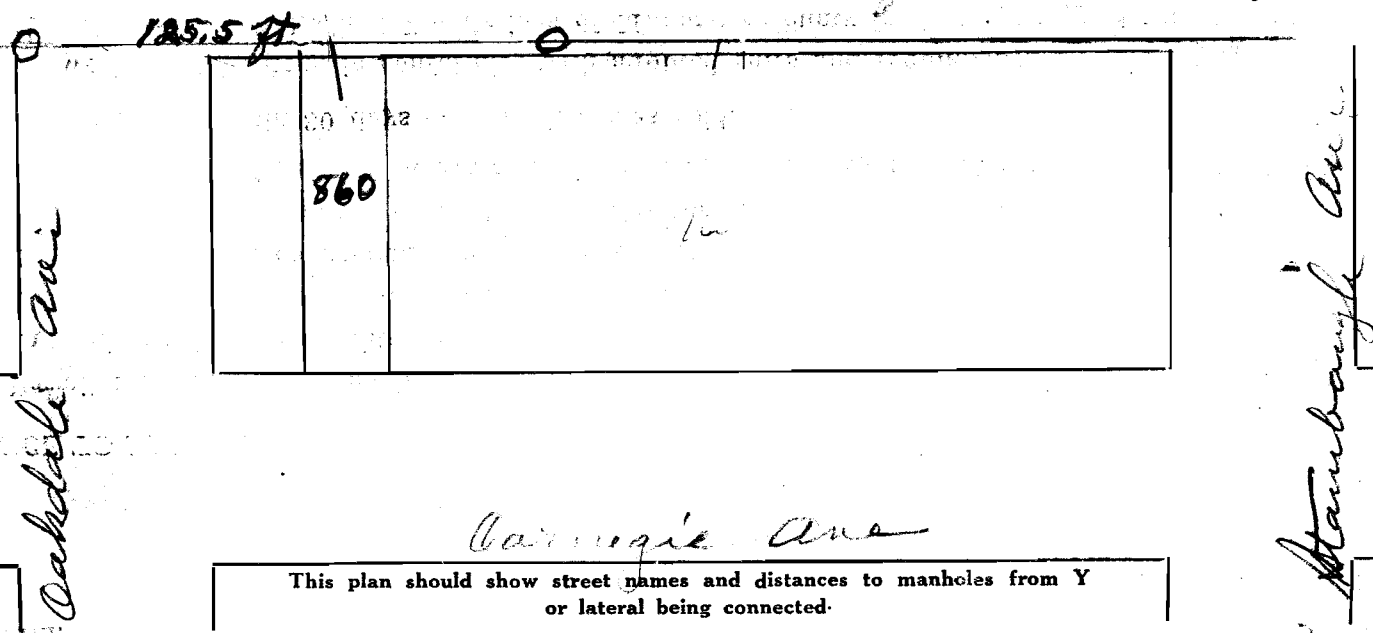 125.5 ft
860
Oakdale Ave
Stambaugh Ave
Carnegie Ave
This plan should show street names and distances to manholes from Y
or lateral being connected.